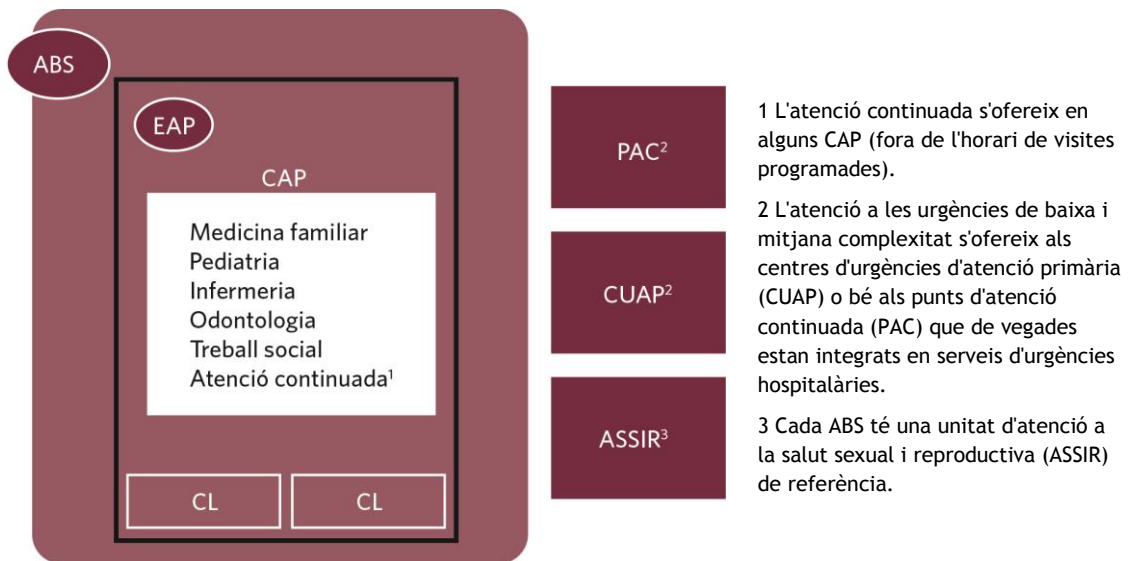 ABS
EAP
CAP
Medicina familiar
Pediatria
Infermeria
Odontologia
Treball social
Atenció continuada¹
CL
CL
PAC²
CUAP²
ASSIR³
1 L'atenció continuada s'ofereix en
alguns CAP (fora de l'horari de visites
programades).
2 L'atenció a les urgències de baixa i
mitjana complexitat s'ofereix als
centres d'urgències d'atenció primària
(CUAP) o bé als punts d'atenció
continuada (PAC) que de vegades
estan integrats en serveis d'urgències
hospitalàries.
3 Cada ABS té una unitat d'atenció a
la salut sexual i reproductiva (ASSIR)
de referència.